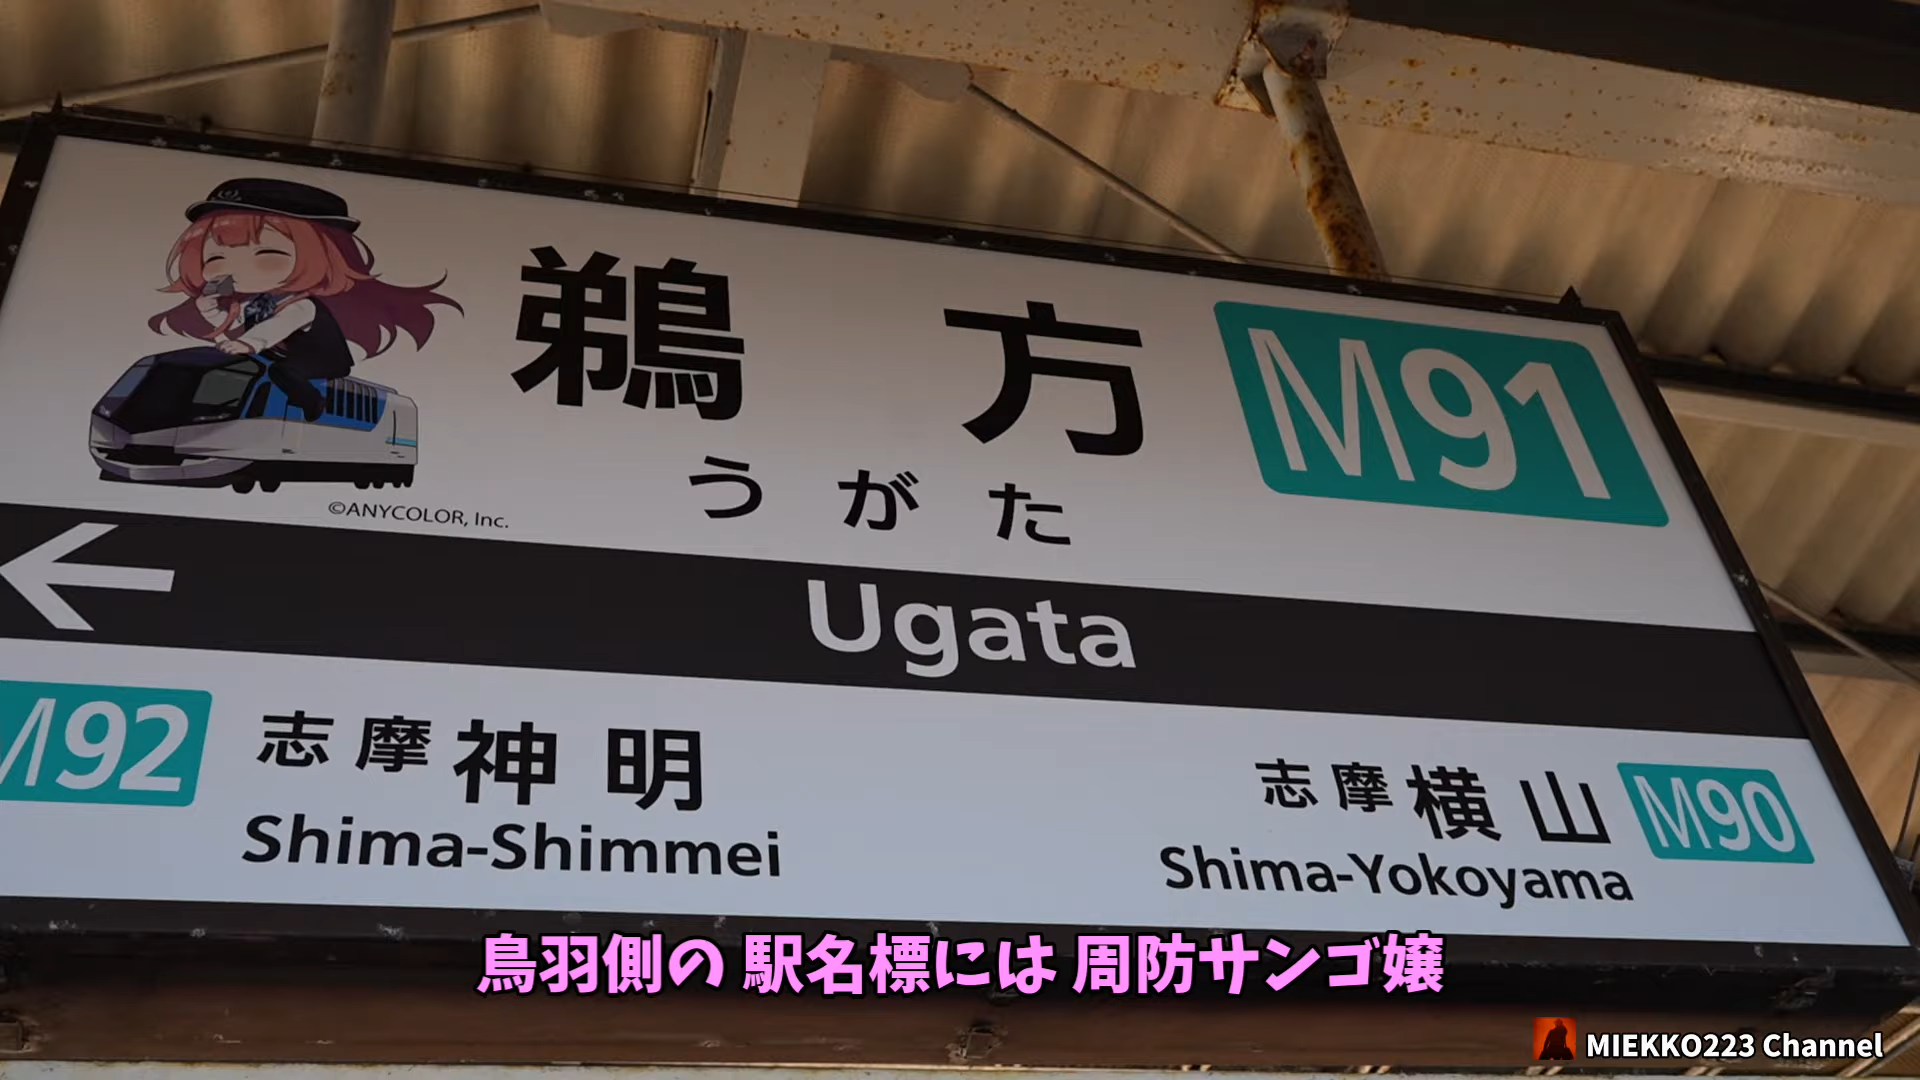 鵜方
M91
うがた
©ANYCOLOR, Inc.
Ugata
M92
志摩神明
Shima-Shimmei
志摩横山
M90
Shima-Yokoyama
鳥羽側の 駅名標には 周防サンゴ嬢
MIEKKO223 Channel